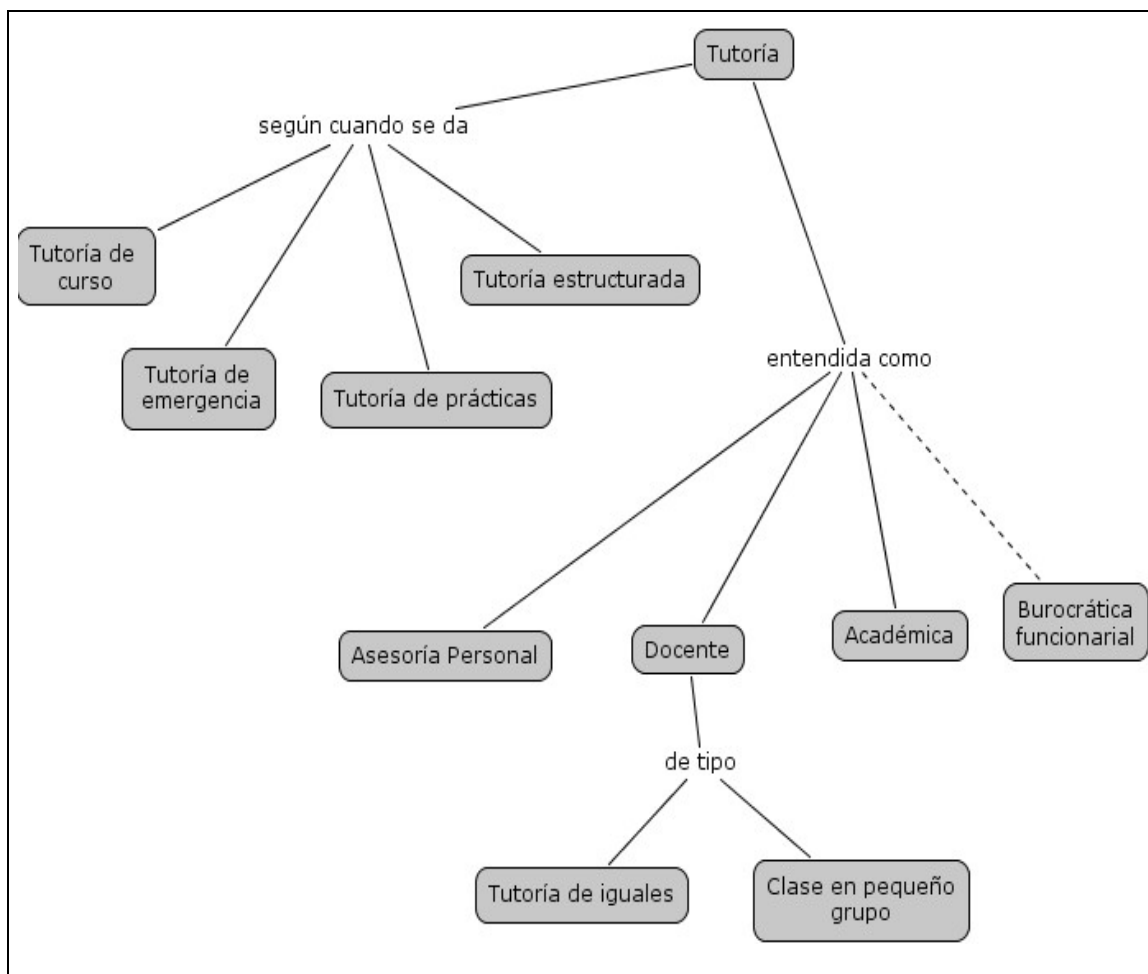 Tutoría
según cuando se da
Tutoría de
curso
Tutoría estructurada
Tutoría de
emergencia
Tutoría de prácticas
entendida como
Asesoría Personal
Docente
Académica
Burocrática
funcionarial
de tipo
Tutoría de iguales
Clase en pequeño
grupo